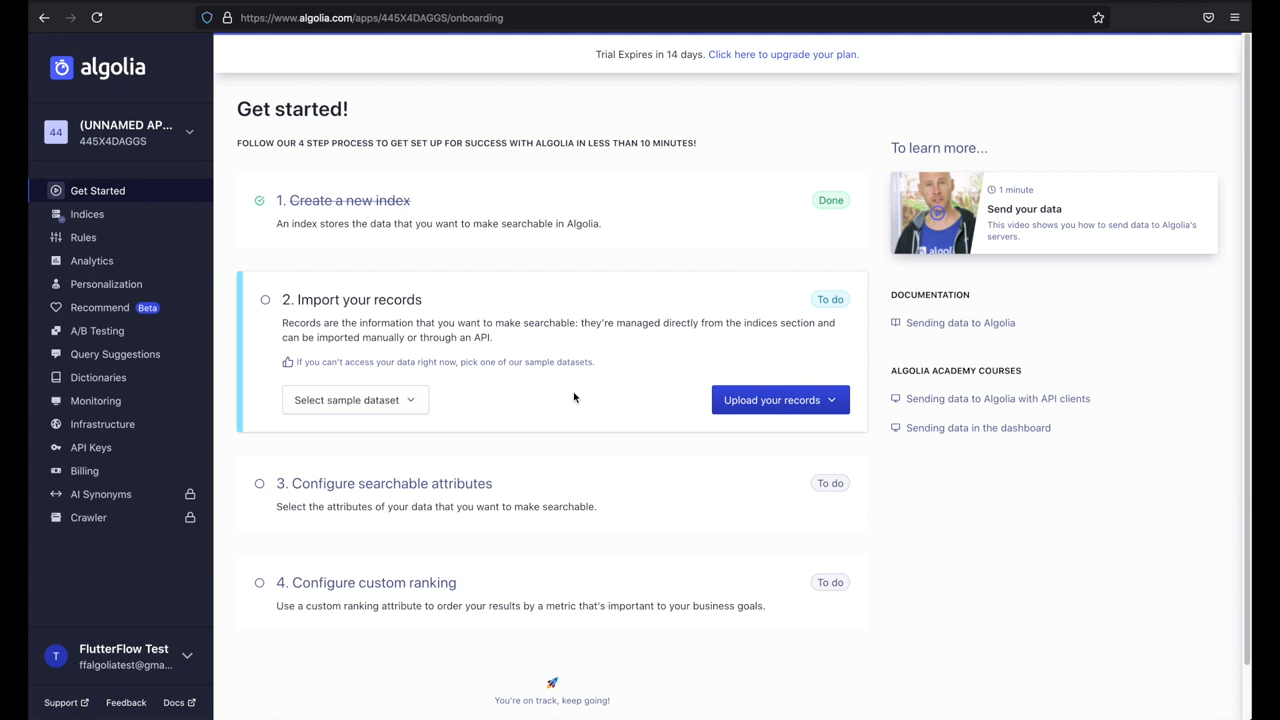 https://www.algolia.com/apps/445X4DAGGS/onboarding
algolia
44
(UNNAMED AP...
445X4DAGGS
Get Started
Indices
Rules
Analytics
Personalization
Recommend Beta
A/B Testing
Query Suggestions
Dictionaries
Monitoring
Infrastructure
API Keys
Billing
AI Synonyms
Crawler
T
FlutterFlow Test
ffalgoliatest@gma...
Support
Feedback
Docs
Trial Expires in 14 days. Click here to upgrade your plan.
Get started!
FOLLOW OUR 4 STEP PROCESS TO GET SET UP FOR SUCCESS WITH ALGOLIA IN LESS THAN 10 MINUTES!
1. Create a new index
Done
An index stores the data that you want to make searchable in Algolia.
2. Import your records
To do
Records are the information that you want to make searchable: they're managed directly from the indices section and
can be imported manually or through an API.
If you can't access your data right now, pick one of our sample datasets.
Select sample dataset
Upload your records
3. Configure searchable attributes
To do
Select the attributes of your data that you want to make searchable.
4. Configure custom ranking
To do
Use a custom ranking attribute to order your results by a metric that's important to your business goals.
You're on track, keep going!
To learn more...
algol
1 minute
Send your data
This video shows you how to send data to Algolia's
servers.
DOCUMENTATION
Sending data to Algolia
ALGOLIA ACADEMY COURSES
Sending data to Algolia with API clients
Sending data in the dashboard